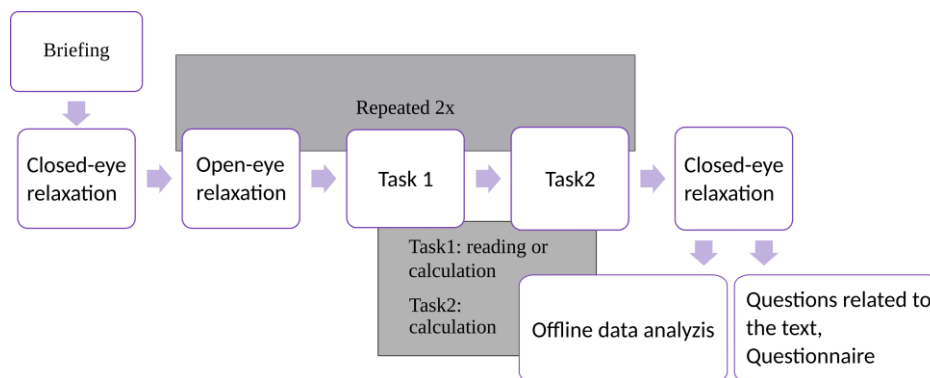 Briefing
Repeated 2x
Closed-eye
relaxation
Open-eye
relaxation
Task 1
Task2
Closed-eye
relaxation
Task1: reading or
calculation
Task2:
calculation
Offline data analyzis
Questions related to
the text,
Questionnaire